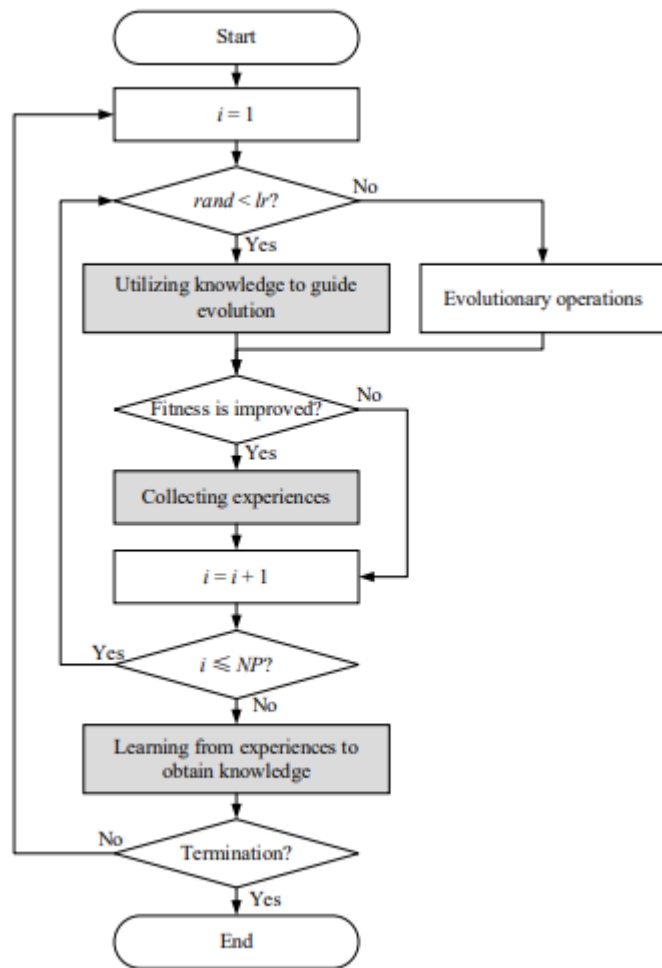 Start
i = 1
rand < lr?
No
Yes
Utilizing knowledge to guide
evolution
Evolutionary operations
Fitness is improved?
No
Yes
Collecting experiences
i = i + 1
Yes
i ⩽ NP?
No
Learning from experiences to
obtain knowledge
No
Termination?
Yes
End